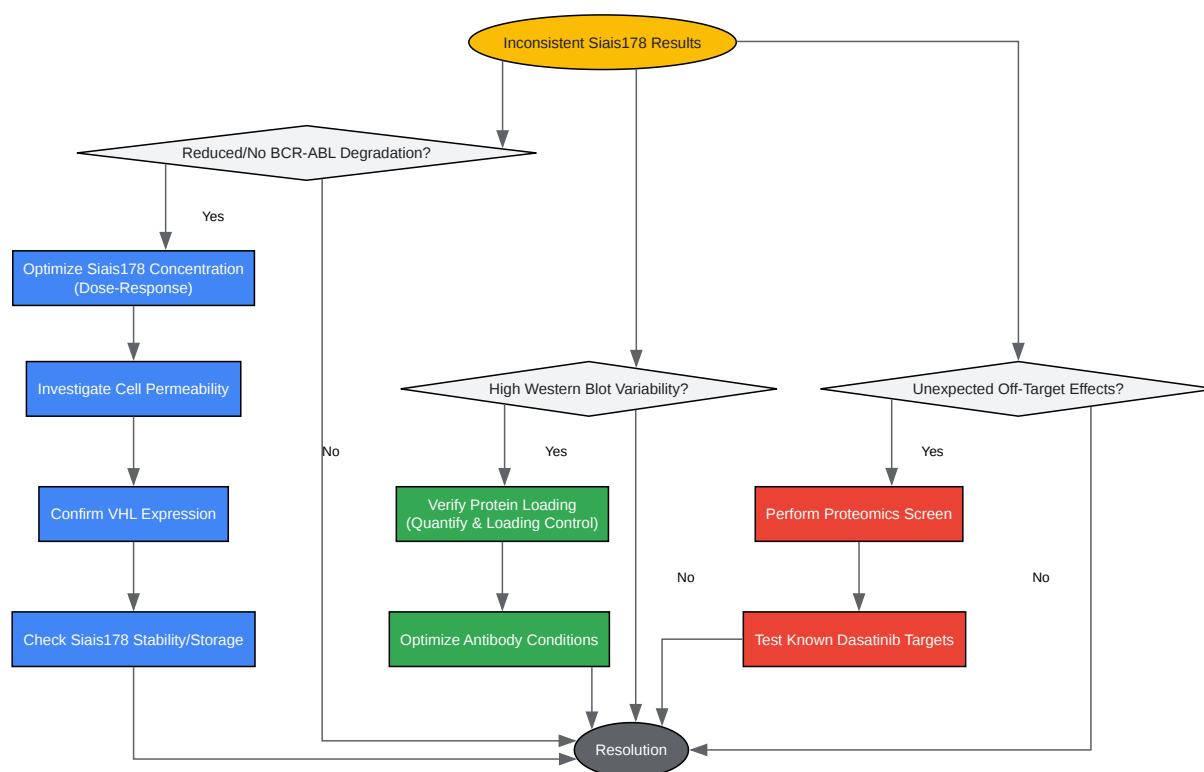 Inconsistent Siais178 Results
Reduced/No BCR-ABL Degradation?
Yes
Optimize Siais178 Concentration
(Dose-Response)
Investigate Cell Permeability
High Western Blot Variability?
Unexpected Off-Target Effects?
No
Yes
Yes
Confirm VHL Expression
Verify Protein Loading
(Quantify & Loading Control)
Perform Proteomics Screen
No
No
Check Siais178 Stability/Storage
Optimize Antibody Conditions
Test Known Dasatinib Targets
Resolution